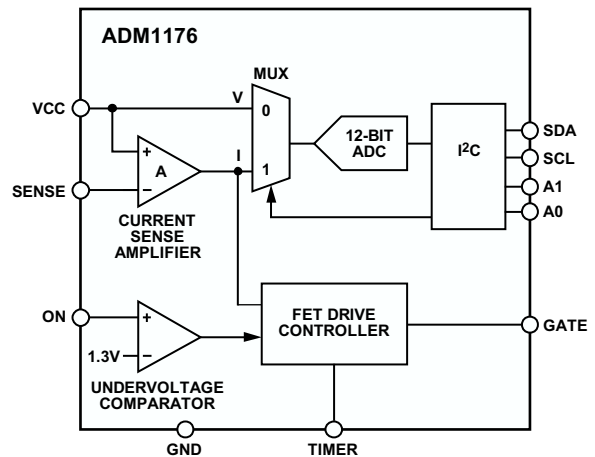 ADM1176
MUX
VCC
V
0
12-BIT
ADC
I²C
SDA
SCL
A1
A0
I
1
+
A
–
SENSE
CURRENT
SENSE
AMPLIFIER
ON
+
1.3V
–
UNDERVOLTAGE
COMPARATOR
FET DRIVE
CONTROLLER
GATE
GND
TIMER